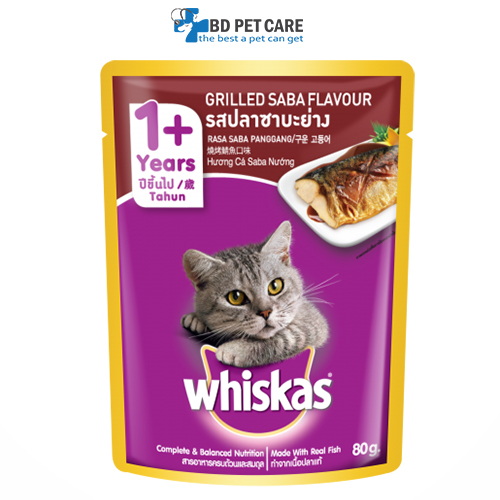 BD PET CARE
the best a pet can get
GRILLED SABA FLAVOUR
รสปลาซาบะย่าง
RASA SABA PANGGANG/구운 고등어
燒烤鯖魚口味
Hương Cá Saba Nướng
1+
Years
ปีขึ้นไป /歲
Tahun
whiskas®
Complete & Balanced Nutrition
สารอาหารครบถ้วนและสมดุล
Made With Real Fish
ทำจากเนื้อปลาแท้
80g.